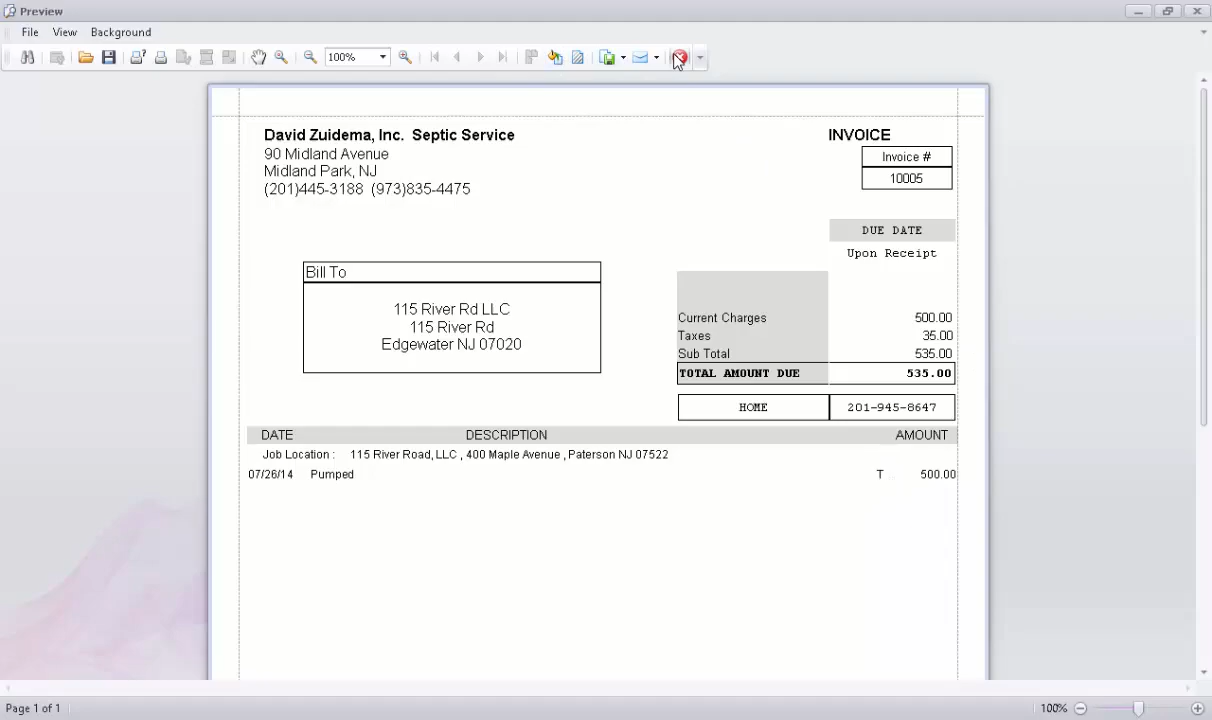 Preview
File View Background
100%
David Zuidema, Inc. Septic Service
90 Midland Avenue
Midland Park, NJ
(201)445-3188 (973)835-4475
INVOICE
Invoice #
10005
DUE DATE
Upon Receipt
Bill To
115 River Rd LLC
115 River Rd
Edgewater NJ 07020
Current Charges 500.00
Taxes 35.00
Sub Total 535.00
TOTAL AMOUNT DUE 535.00
HOME 201-945-8647
DATE DESCRIPTION AMOUNT
Job Location : 115 River Road, LLC , 400 Maple Avenue , Paterson NJ 07522
07/26/14 Pumped T 500.00
Page 1 of 1 100%